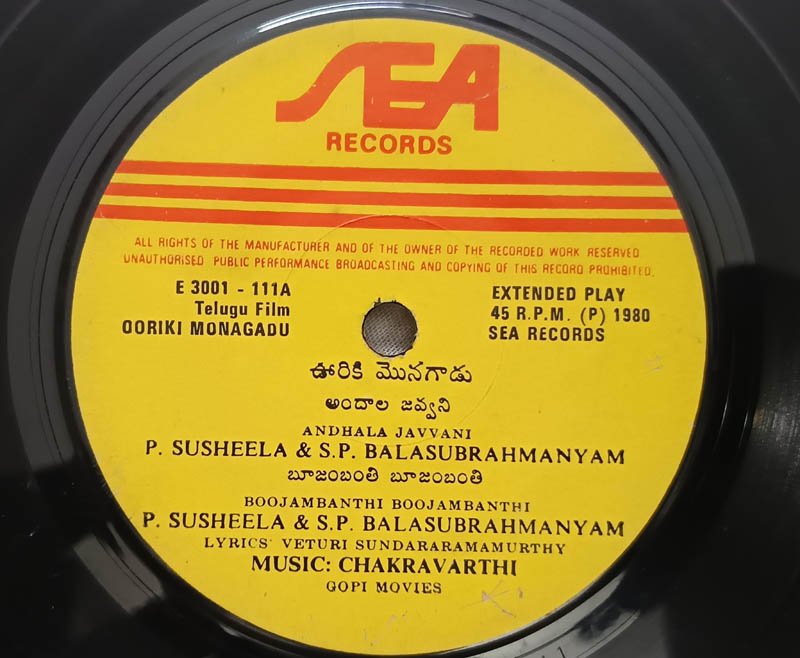 SEA
RECORDS
ALL RIGHTS OF THE MANUFACTURER AND OF THE OWNER OF THE RECORDED WORK RESERVED
UNAUTHORISED PUBLIC PERFORMANCE BROADCASTING AND COPYING OF THIS RECORD PROHIBITED.
E 3001 - 111A
Telugu Film
OORIKI MONAGADU
EXTENDED PLAY
45 R.P.M. (P) 1980
SEA RECORDS
ఊరికి మొనగాడు
అందాల జవ్వని
ANDHALA JAVVANI
P. SUSHEELA & S.P. BALASUBRAHMANYAM
బూజంబంతి బూజంబంతి
BOOJAMBANTHI BOOJAMBANTHI
P. SUSHEELA & S.P. BALASUBRAHMANYAM
LYRICS' VETURI SUNDARARAMAMURTHY
MUSIC: CHAKRAVARTHI
GOPI MOVIES